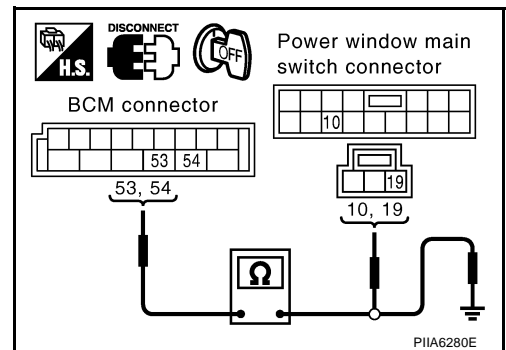 DISCONNECT
H.S.
OFF
Power window main
switch connector
BCM connector
10
53 54
19
53, 54
10, 19
Ω
PIIA6280E